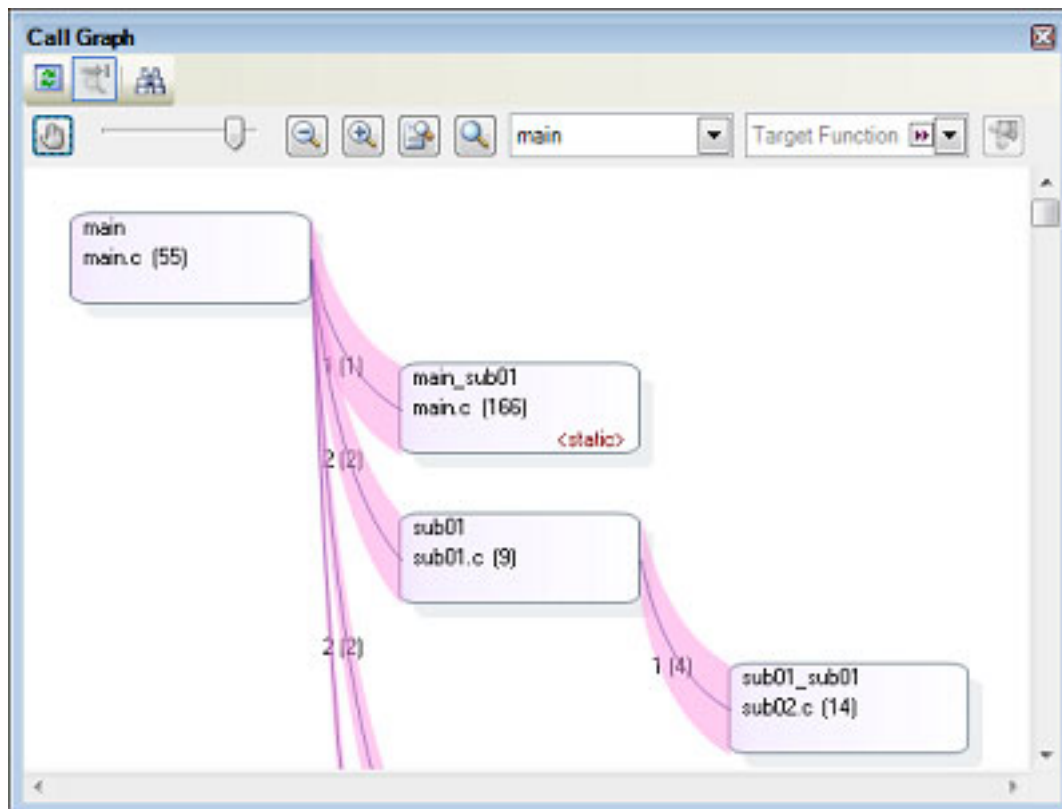 Call Graph
main
Target Function
main
main.c (55)
1 (1)
main_sub01
main.c (166)
<static>
2 (2)
sub01
sub01.c (9)
2 (2)
1 (4)
sub01_sub01
sub02.c (14)